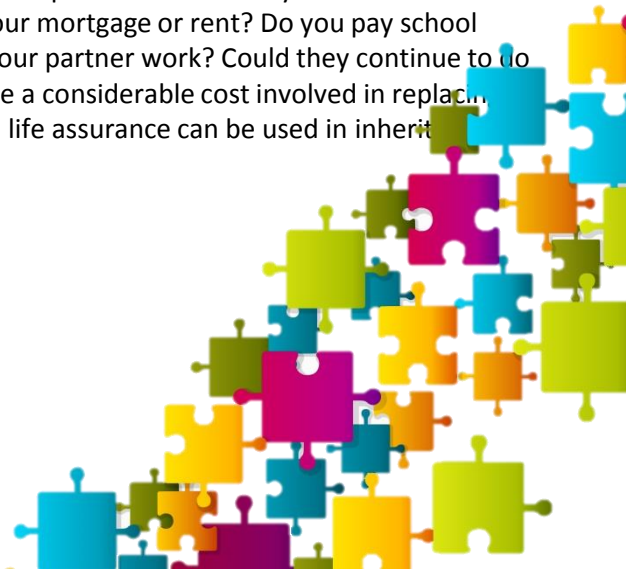 our mortgage or rent? Do you pay school
our partner work? Could they continue to do
e a considerable cost involved in
life assurance can be used in